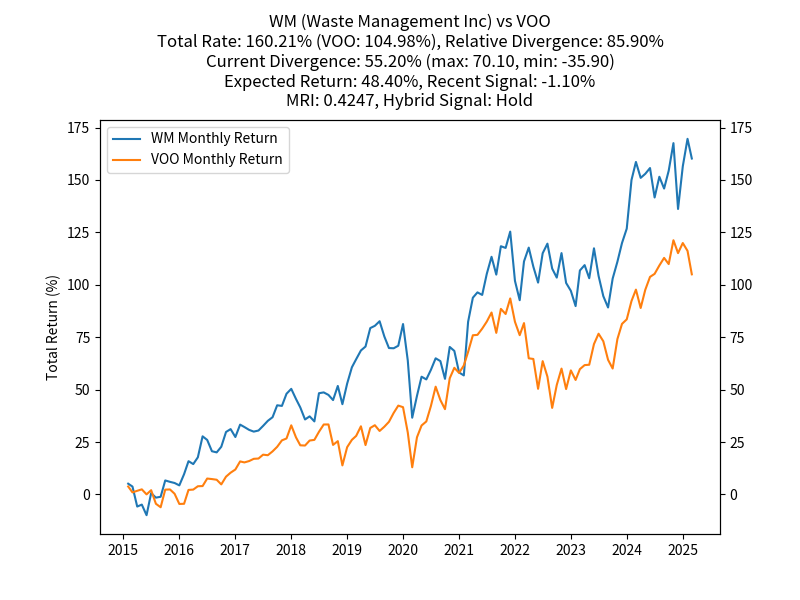 WM (Waste Management Inc) vs VOO
Total Rate: 160.21% (VOO: 104.98%), Relative Divergence: 85.90%
Current Divergence: 55.20% (max: 70.10, min: -35.90)
Expected Return: 48.40%, Recent Signal: -1.10%
MRI: 0.4247, Hybrid Signal: Hold
WM Monthly Return
VOO Monthly Return
Total Return (%)
175 175
150 150
125 125
100 100
75 75
50 50
25 25
0 0
2015 2016 2017 2018 2019 2020 2021 2022 2023 2024 2025